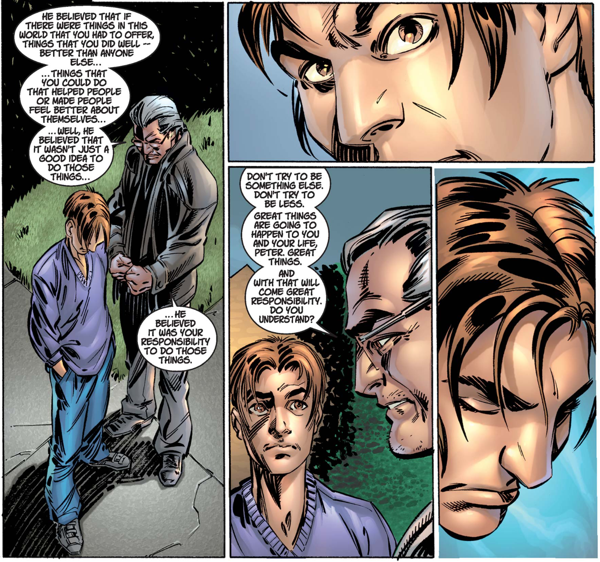 HE BELIEVED THAT IF
THERE WERE THINGS IN THIS
WORLD THAT YOU HAD TO OFFER,
THINGS THAT YOU DID WELL --
BETTER THAN ANYONE
ELSE...
...THINGS THAT
YOU COULD DO
THAT HELPED PEOPLE
OR MADE PEOPLE
FEEL BETTER ABOUT
THEMSELVES...
...WELL, HE
BELIEVED THAT
IT WASN'T JUST A
GOOD IDEA TO
DO THOSE
THINGS...
...HE
BELIEVED
IT WAS YOUR
RESPONSIBILITY
TO DO THOSE
THINGS.
DON'T TRY TO BE
SOMETHING ELSE.
DON'T TRY TO
BE LESS.
GREAT THINGS
ARE GOING TO
HAPPEN TO YOU
AND YOUR LIFE,
PETER. GREAT
THINGS.
AND
WITH THAT WILL
COME GREAT
RESPONSIBILITY.
DO YOU
UNDERSTAND?